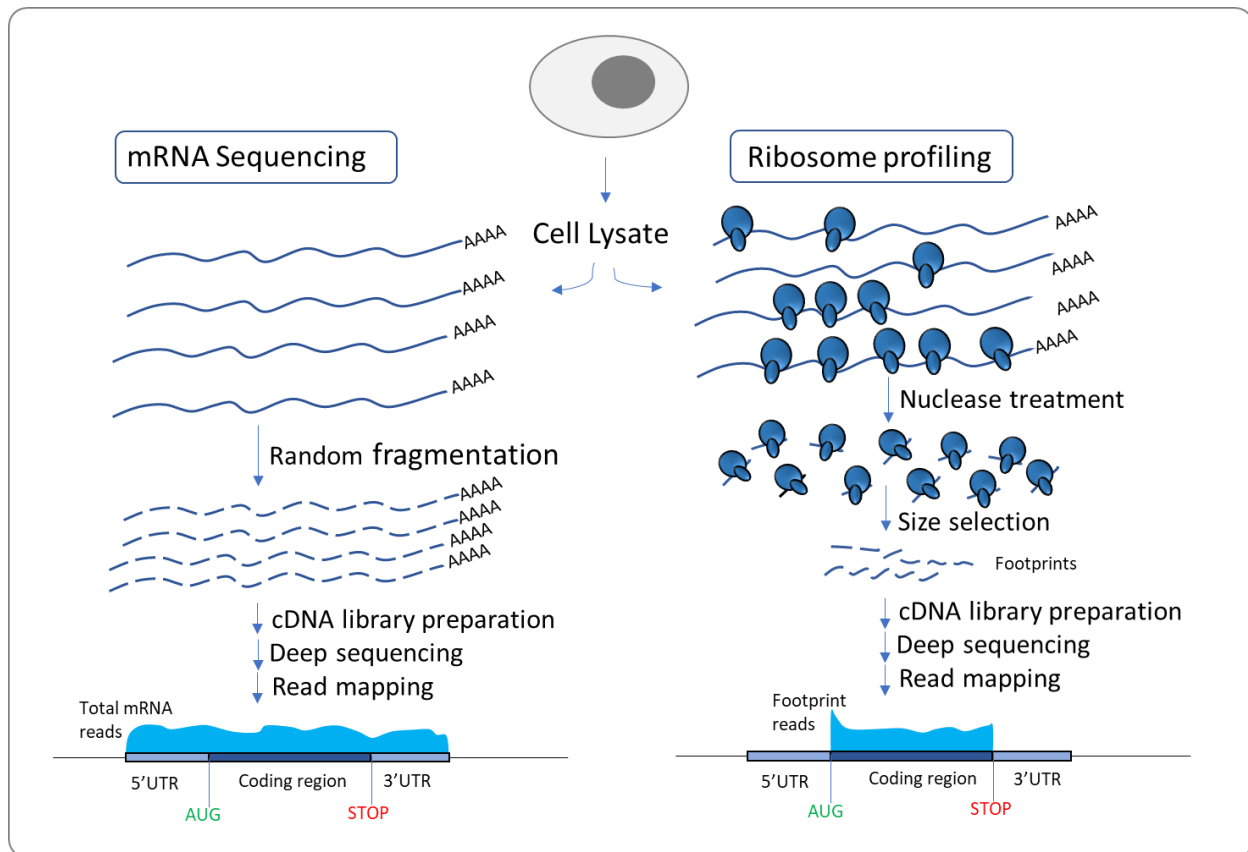 mRNA Sequencing
Ribosome profiling
Cell Lysate
AAAA
AAAA
AAAA
AAAA
Random fragmentation
AAAA
AAAA
AAAA
AAAA
cDNA library preparation
Deep sequencing
Read mapping
Total mRNA
reads
5'UTR
Coding region
3'UTR
AUG
STOP
AAAA
AAAA
AAAA
AAAA
Nuclease treatment
Size selection
Footprints
cDNA library preparation
Deep sequencing
Read mapping
Footprint
reads
5'UTR
Coding region
3'UTR
AUG
STOP